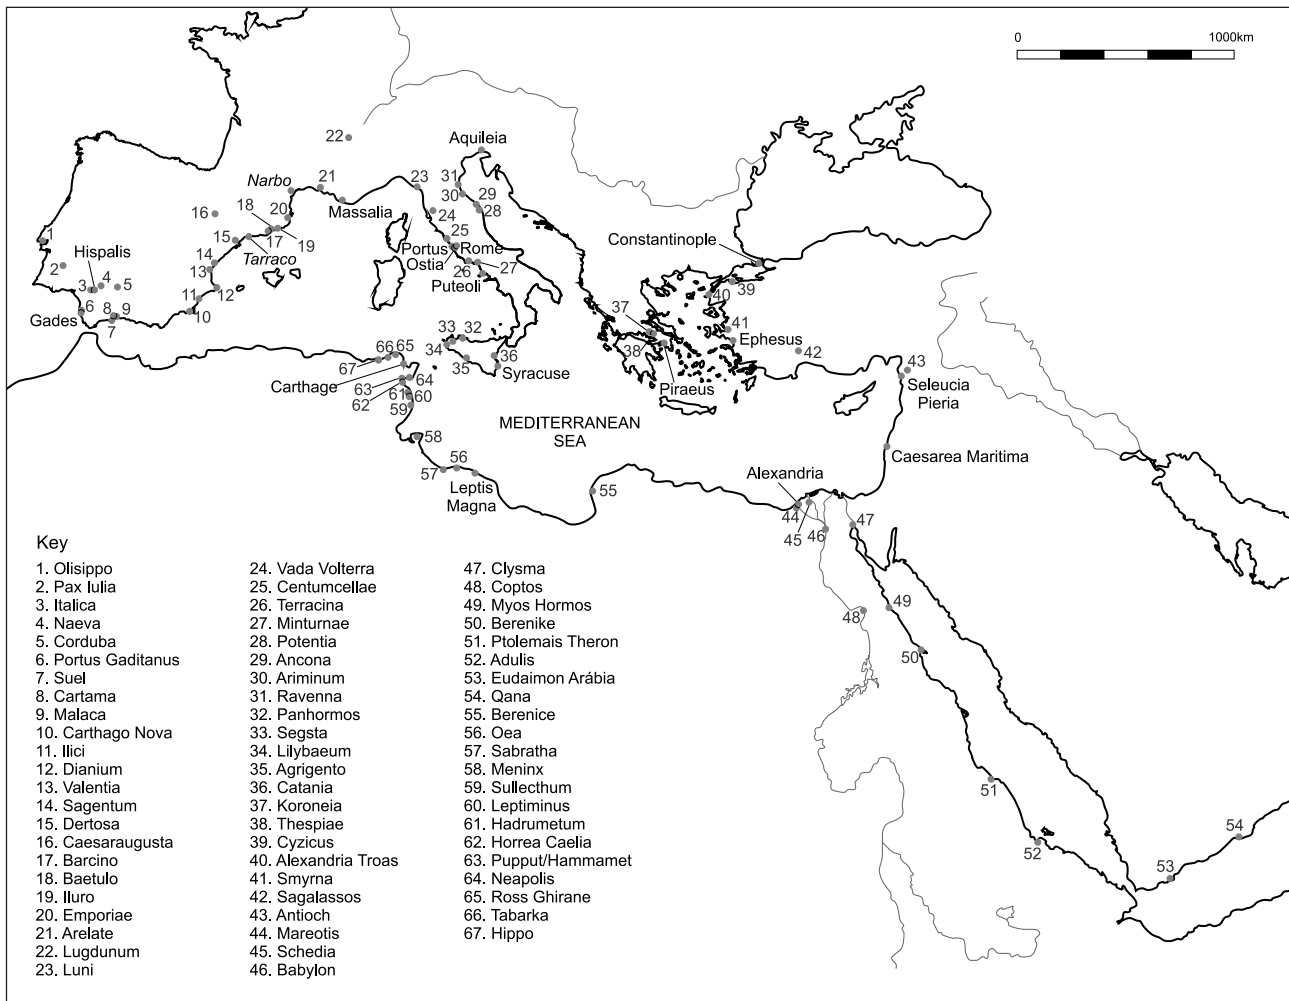 0 1000km
Aquileia
22
31
30
29
28
23
21
Narbo
Massalia
24
20
18
16
17
19
25
Portus
Rome
Ostia
26
27
Puteoli
Constantinople
1
15
Tarraco
2
Hispalis
14
13
3
4
5
11
12
10
6
8
9
7
Gades
39
40
37
38
41
Ephesus
42
Piraeus
33
32
34
35
36
Syracuse
66
65
67
Carthage
64
63
62
61
60
59
43
Seleucia
Pieria
MEDITERRANEAN
SEA
58
57
56
Leptis
Magna
55
Caesarea Maritima
Alexandria
44
45
46
47
48
49
50
51
52
53
54
Key
1. Olisippo
2. Pax Iulia
3. Italica
4. Naeva
5. Corduba
6. Portus Gaditanus
7. Suel
8. Cartama
9. Malaca
10. Carthago Nova
11. Ilici
12. Dianium
13. Valentia
14. Sagentum
15. Dertosa
16. Caesaraugusta
17. Barcino
18. Baetulo
19. Iluro
20. Emporiae
21. Arelate
22. Lugdunum
23. Luni
24. Vada Volterra
25. Centumcellae
26. Terracina
27. Minturnae
28. Potentia
29. Ancona
30. Ariminum
31. Ravenna
32. Panhormos
33. Segsta
34. Lilybaeum
35. Agrigento
36. Catania
37. Koroneia
38. Thespiae
39. Cyzicus
40. Alexandria Troas
41. Smyrna
42. Sagalassos
43. Antioch
44. Mareotis
45. Schedia
46. Babylon
47. Clysma
48. Coptos
49. Myos Hormos
50. Berenike
51. Ptolemais Theron
52. Adulis
53. Eudaimon Arábia
54. Qana
55. Berenice
56. Oea
57. Sabratha
58. Meninx
59. Sullecthum
60. Leptiminus
61. Hadrumetum
62. Horrea Caelia
63. Pupput/Hammamet
64. Neapolis
65. Ross Ghirane
66. Tabarka
67. Hippo